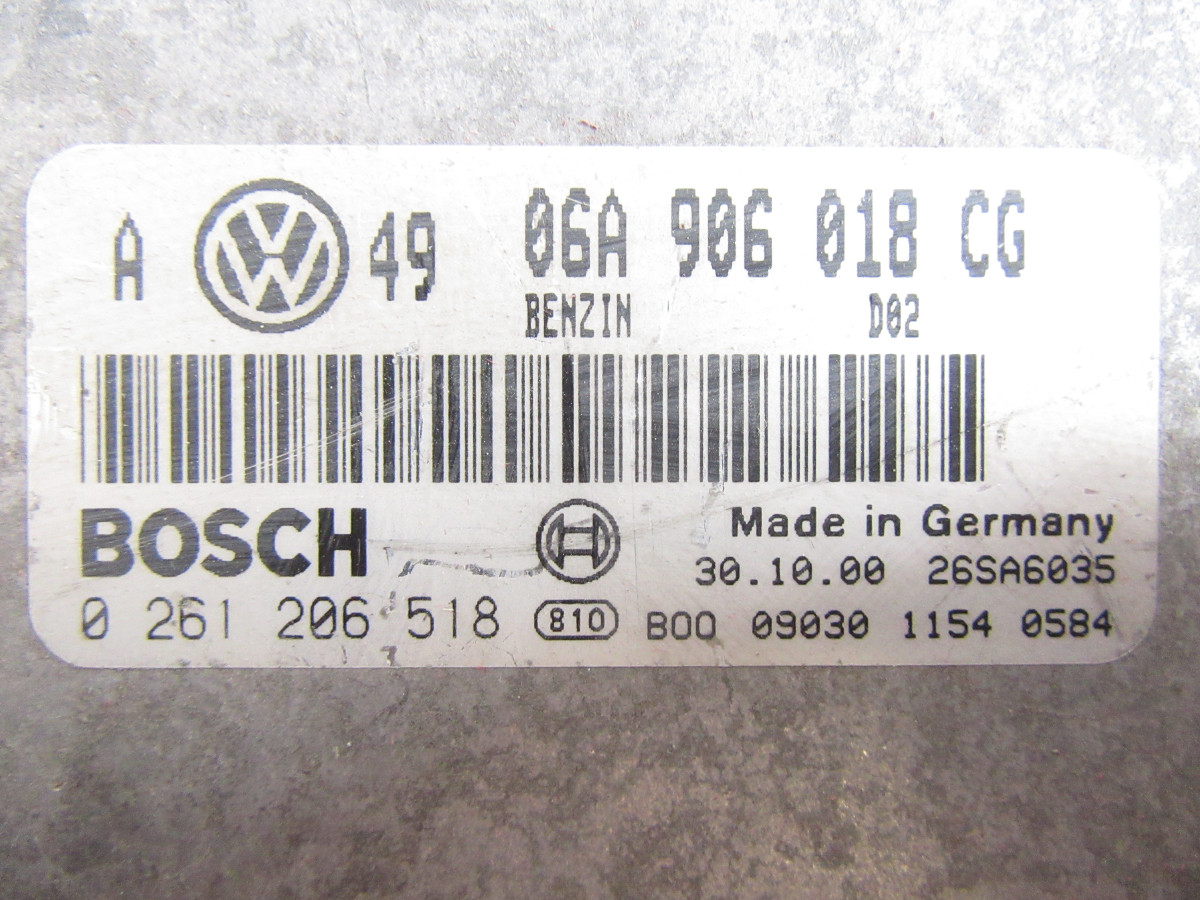 A VW 49 06A 906 018 CG
BENZIN D02
BOSCH Made in Germany
30.10.00 26SA6035
0 261 206 518 810 B00 09030 1154 0584